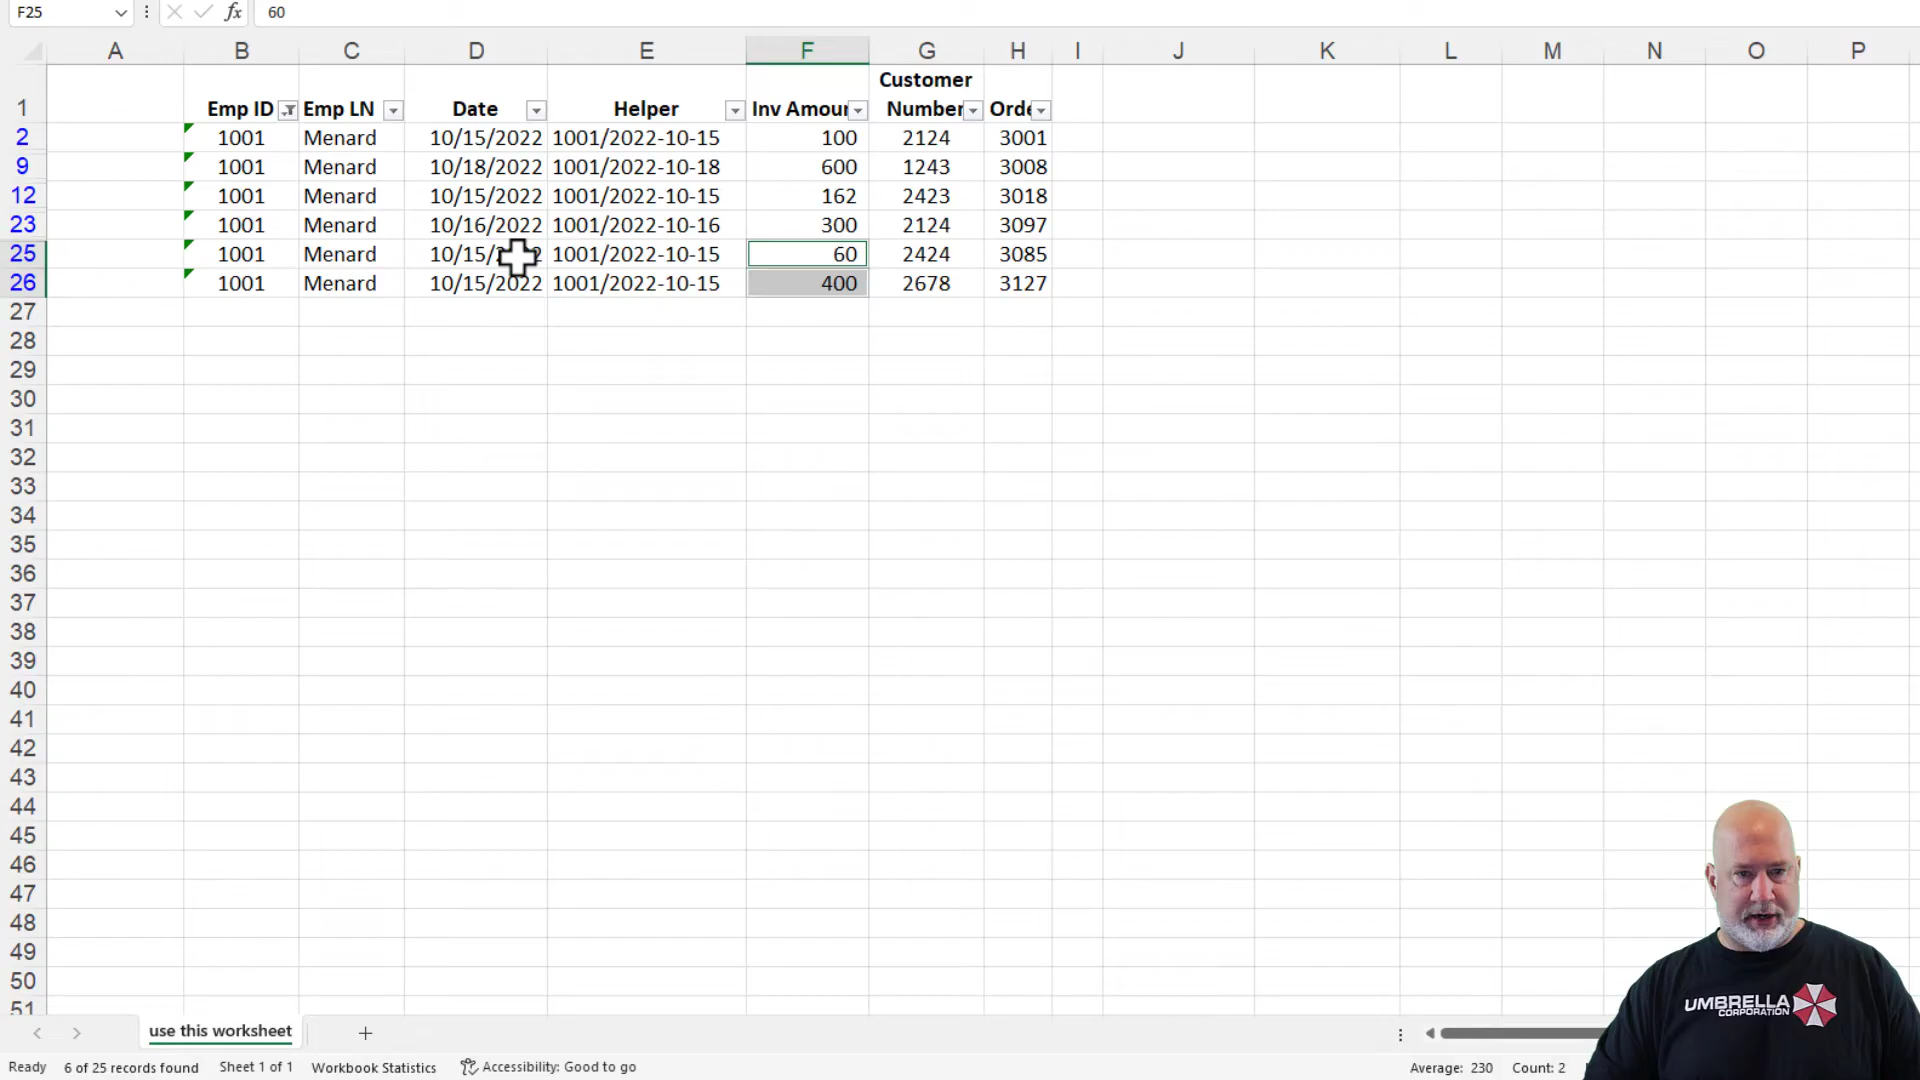 F25 fx 60
A B C D E F G H I J K L M N O P
Customer
1 Emp ID Emp LN Date Helper Inv Amour Number Orde
2 1001 Menard 10/15/2022 1001/2022-10-15 100 2124 3001
9 1001 Menard 10/18/2022 1001/2022-10-18 600 1243 3008
12 1001 Menard 10/15/2022 1001/2022-10-15 162 2423 3018
23 1001 Menard 10/16/2022 1001/2022-10-16 300 2124 3097
25 1001 Menard 1001/2022-10-15 60 2424 3085
26 1001 Menard 10/15/2022 1001/2022-10-15 400 2678 3127
27
28
29
30
31
32
33
34
35
36
37
38
39
40
41
42
43
44
45
46
47
48
49
50
51
UMBRELLA
CORPORATION
use this worksheet
Ready 6 of 25 records found Sheet 1 of 1 Workbook Statistics Accessibility: Good to go Average: 230 Count: 2